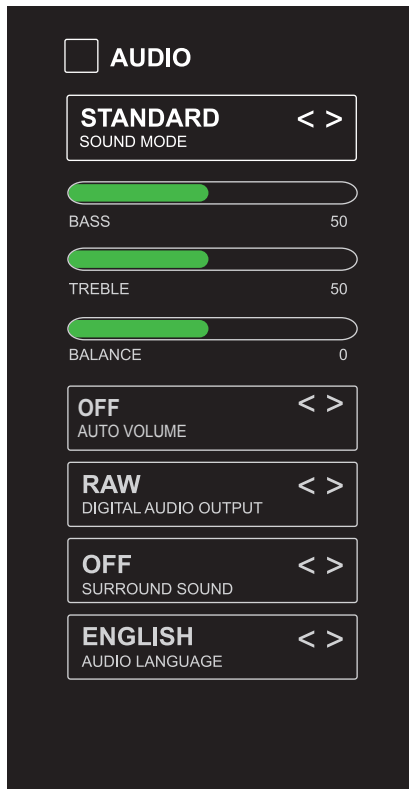 AUDIO
STANDARD < >
SOUND MODE
BASS 50
TREBLE 50
BALANCE 0
OFF < >
AUTO VOLUME
RAW < >
DIGITAL AUDIO OUTPUT
OFF < >
SURROUND SOUND
ENGLISH < >
AUDIO LANGUAGE